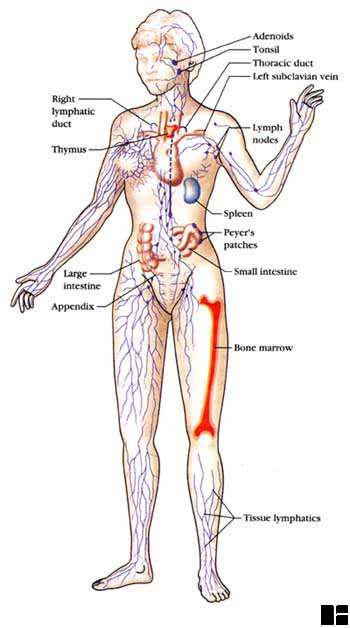 Adenoids
Tonsil
Thoracic duct
Left subclavian vein
Right
lymphatic
duct
Thymus
Lymph
nodes
Spleen
Peyer's
patches
Large
intestine
Small intestine
Appendix
Bone marrow
Tissue lymphatics